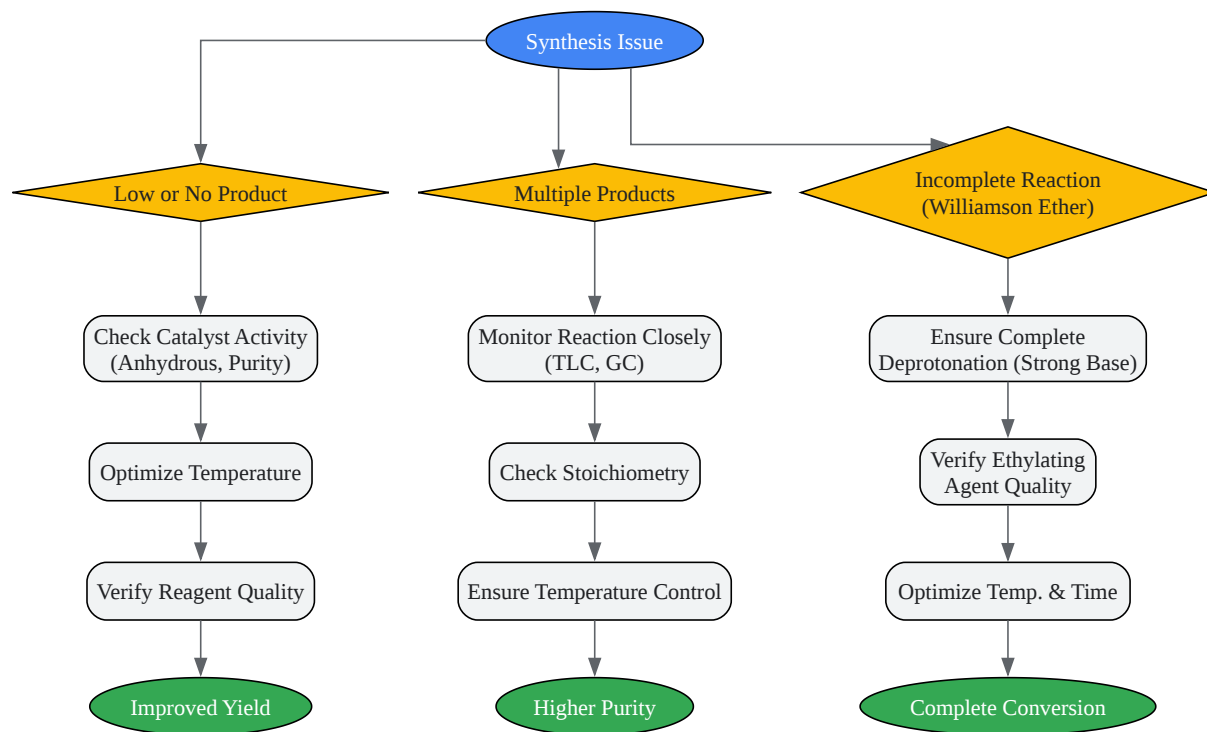 Synthesis Issue
Low or No Product
Multiple Products
Incomplete Reaction
(Williamson Ether)
Check Catalyst Activity
(Anhydrous, Purity)
Monitor Reaction Closely
(TLC, GC)
Ensure Complete
Deprotonation (Strong Base)
Optimize Temperature
Check Stoichiometry
Verify Ethylating
Agent Quality
Verify Reagent Quality
Ensure Temperature Control
Optimize Temp. & Time
Improved Yield
Higher Purity
Complete Conversion